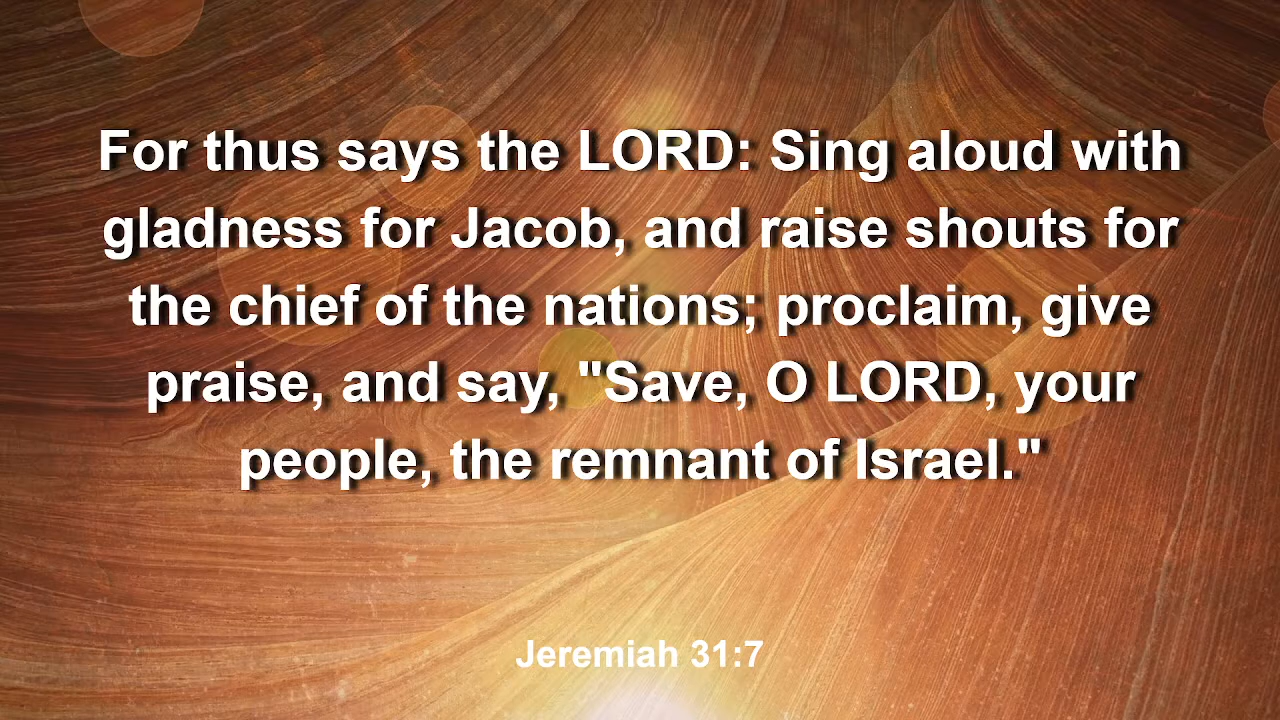 For thus says the LORD: Sing aloud with
gladness for Jacob, and raise shouts for
the chief of the nations; proclaim, give
praise, and say, "Save, O LORD, your
people, the remnant of Israel."
Jeremiah 31:7